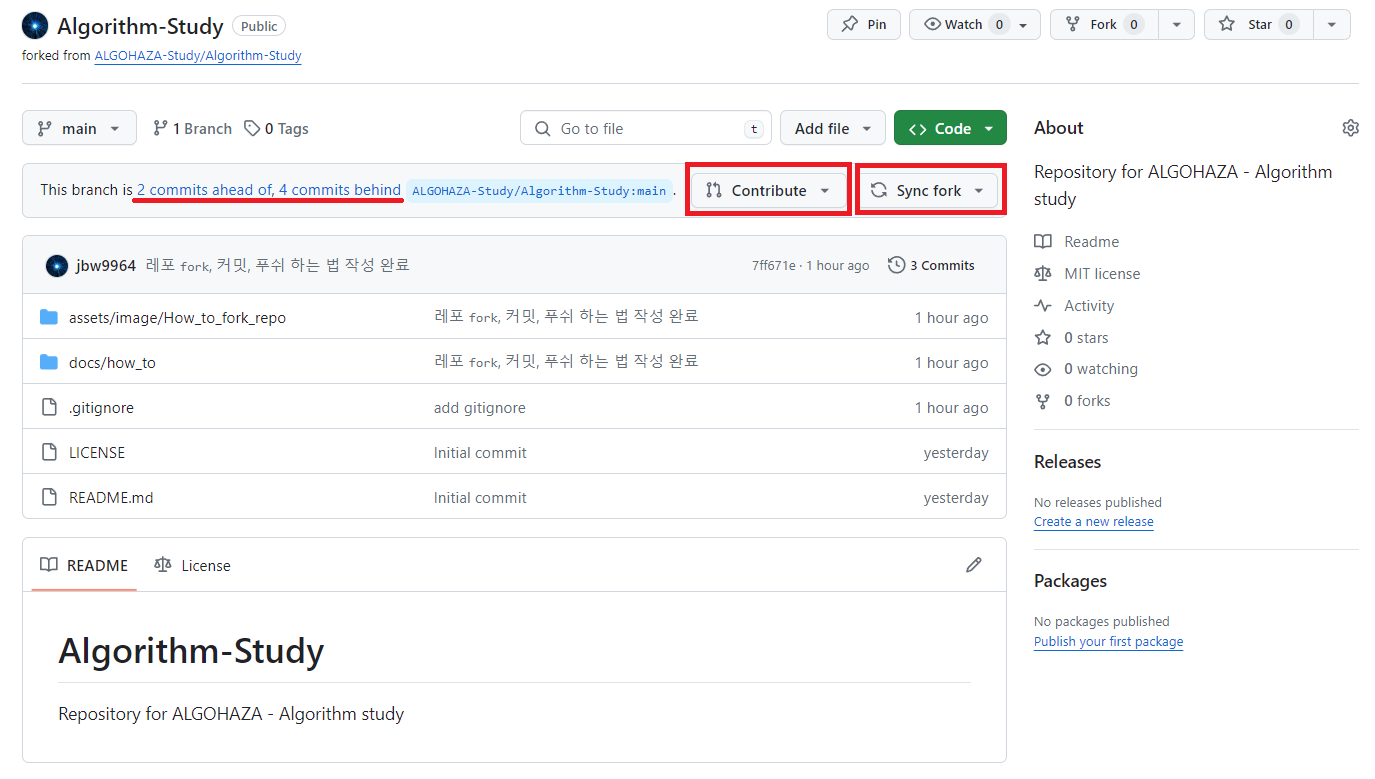 Algorithm-Study Public Pin Watch 0 Fork 0 Star 0
forked from ALGOHAZA-Study/Algorithm-Study
main 1 Branch 0 Tags Go to file t Add file <> Code
This branch is 2 commits ahead of, 4 commits behind ALGOHAZA-Study/Algorithm-Study:main . Contribute Sync fork
jbw9964 레포 fork, 커밋, 푸쉬 하는 법 작성 완료 7ff671e · 1 hour ago 3 Commits
assets/image/How_to_fork_repo 레포 fork, 커밋, 푸쉬 하는 법 작성 완료 1 hour ago
docs/how_to 레포 fork, 커밋, 푸쉬 하는 법 작성 완료 1 hour ago
.gitignore add gitignore 1 hour ago
LICENSE Initial commit yesterday
README.md Initial commit yesterday
README License
Algorithm-Study
Repository for ALGOHAZA - Algorithm study
About
Repository for ALGOHAZA - Algorithm
study
Readme
MIT license
Activity
0 stars
0 watching
0 forks
Releases
No releases published
Create a new release
Packages
No packages published
Publish your first package